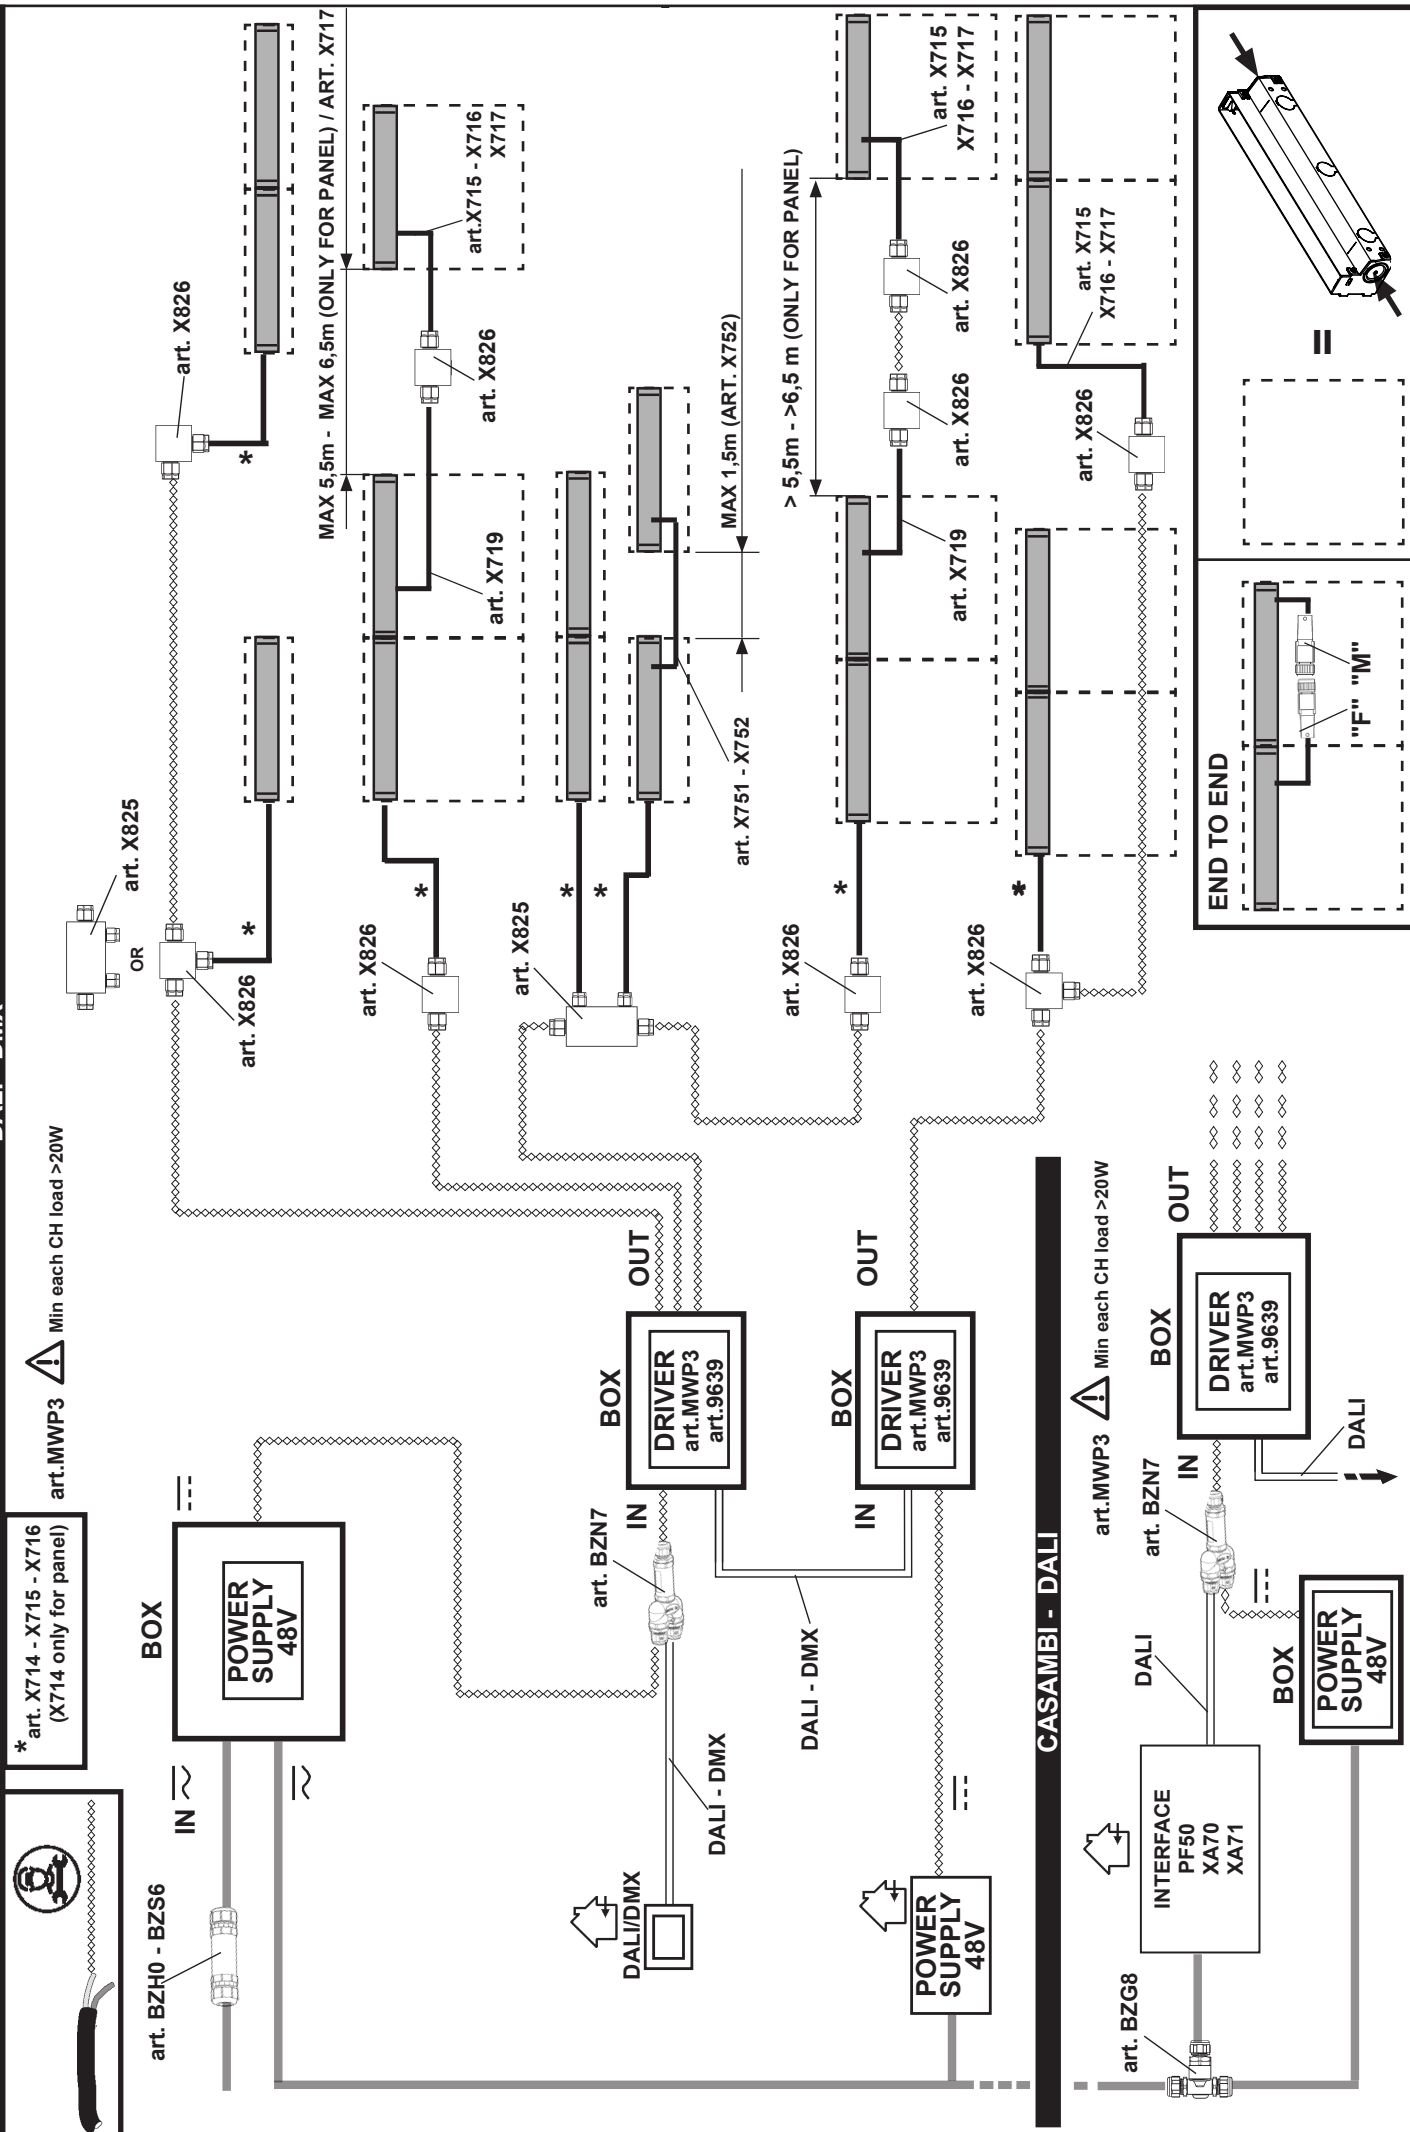 DALI - DMX
* art. X714 - X715 - X716
(X714 only for panel)
art.MWP3
Min each CH load >20W
art. BZH0 - BZS6
IN
BOX
POWER
SUPPLY
48V
DALI/DMX
DALI - DMX
art. BZN7
IN
BOX
DRIVER
art.MWP3
art.9639
OUT
DALI - DMX
POWER
SUPPLY
48V
IN
BOX
DRIVER
art.MWP3
art.9639
OUT
art. X825
OR
art. X826
*
art. X826
*
MAX 5,5m - MAX 6,5m (ONLY FOR PANEL) / ART. X717
art. X826
*
art. X719
art. X826
art.X715 - X716
X717
art. X825
*
*
art. X751 - X752
MAX 1,5m (ART. X752)
> 5,5m - >6,5 m (ONLY FOR PANEL)
art. X826
*
art. X719
art. X826
art. X826
art. X715
X716 - X717
art. X826
*
art. X826
art. X715
X716 - X717
CASAMBI - DALI
art. BZG8
INTERFACE
PF50
XA70
XA71
DALI
BOX
POWER
SUPPLY
48V
art.MWP3
Min each CH load >20W
art. BZN7
IN
BOX
DRIVER
art.MWP3
art.9639
OUT
DALI
END TO END
"F" "M"
II